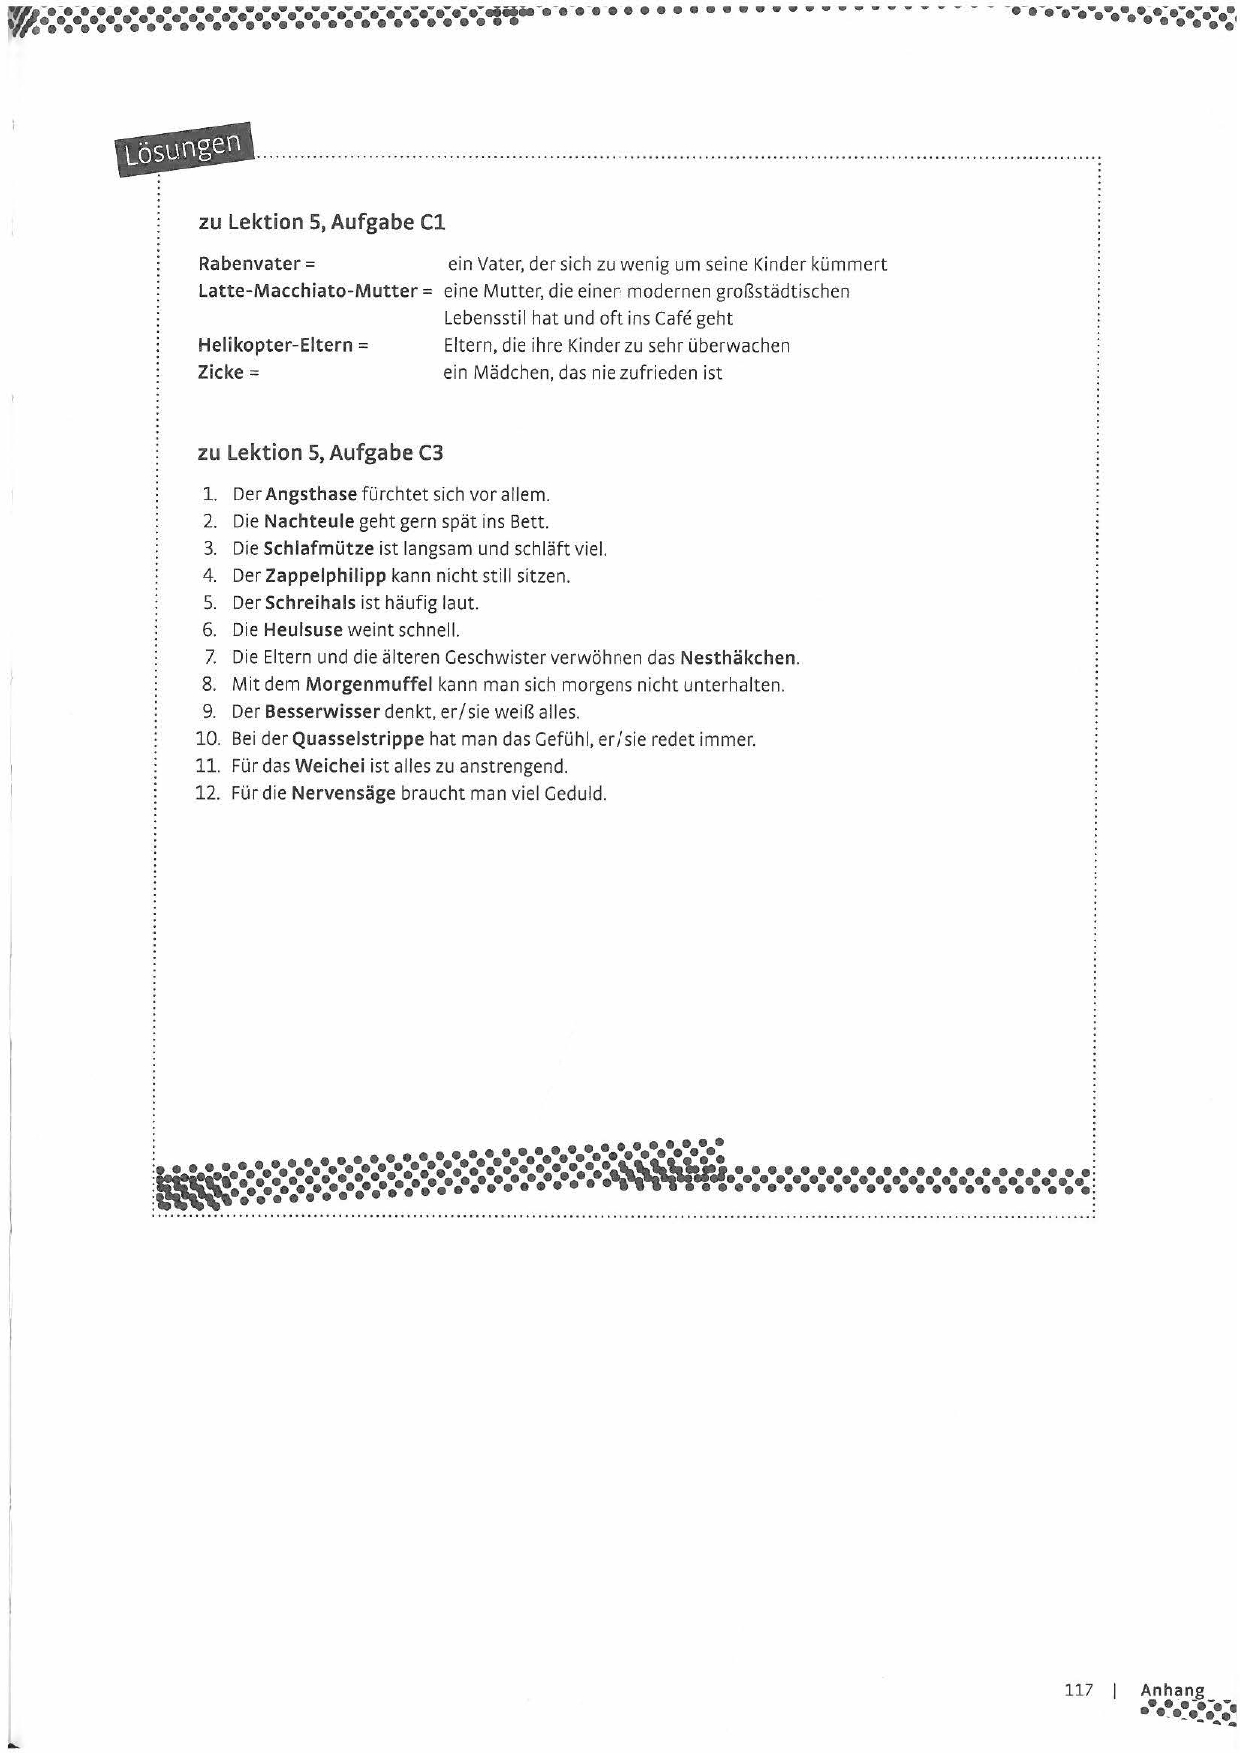 Lösungen
zu Lektion 5, Aufgabe C1
Rabenvater = ein Vater, der sich zu wenig um seine Kinder kümmert
Latte-Macchiato-Mutter = eine Mutter, die einen modernen großstädtischen
Lebensstil hat und oft ins Café geht
Helikopter-Eltern = Eltern, die ihre Kinder zu sehr überwachen
Zicke = ein Mädchen, das nie zufrieden ist
zu Lektion 5, Aufgabe C3
1. Der Angsthase fürchtet sich vor allem.
2. Die Nachteule geht gern spät ins Bett.
3. Die Schlafmütze ist langsam und schläft viel.
4. Der Zappelphilipp kann nicht still sitzen.
5. Der Schreihals ist häufig laut.
6. Die Heulsuse weint schnell.
7. Die Eltern und die älteren Geschwister verwöhnen das Nesthäkchen.
8. Mit dem Morgenmuffel kann man sich morgens nicht unterhalten.
9. Der Besserwisser denkt, er/sie weiß alles.
10. Bei der Quasselstrippe hat man das Gefühl, er/sie redet immer.
11. Für das Weichei ist alles zu anstrengend.
12. Für die Nervensäge braucht man viel Geduld.
117 | Anhang